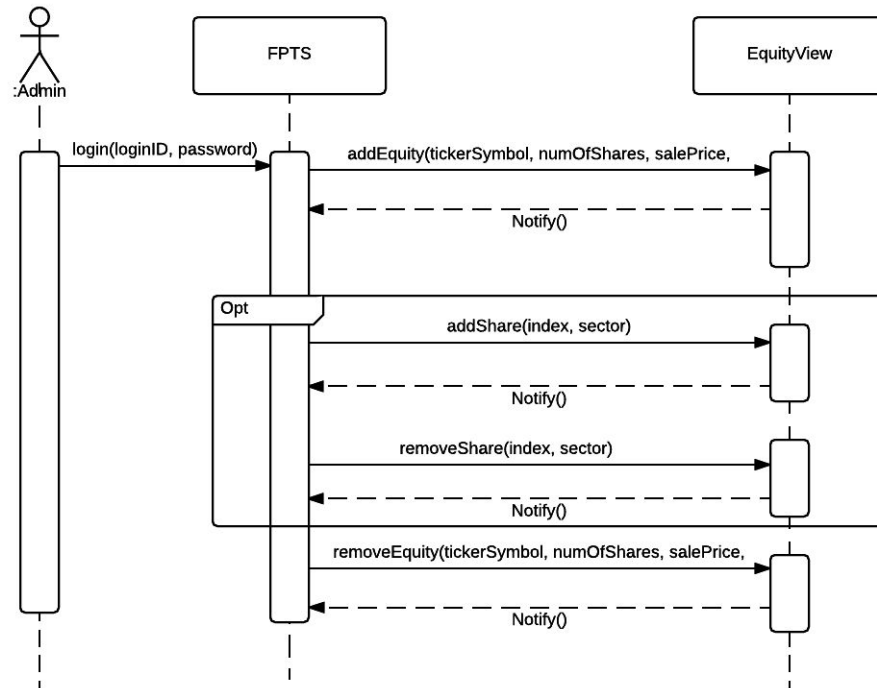 :Admin
FPTS
EquityView
login(loginID, password)
addEquity(tickerSymbol, numOfShares, salePrice,
Notify()
Opt
addShare(index, sector)
Notify()
removeShare(index, sector)
Notify()
removeEquity(tickerSymbol, numOfShares, salePrice,
Notify()